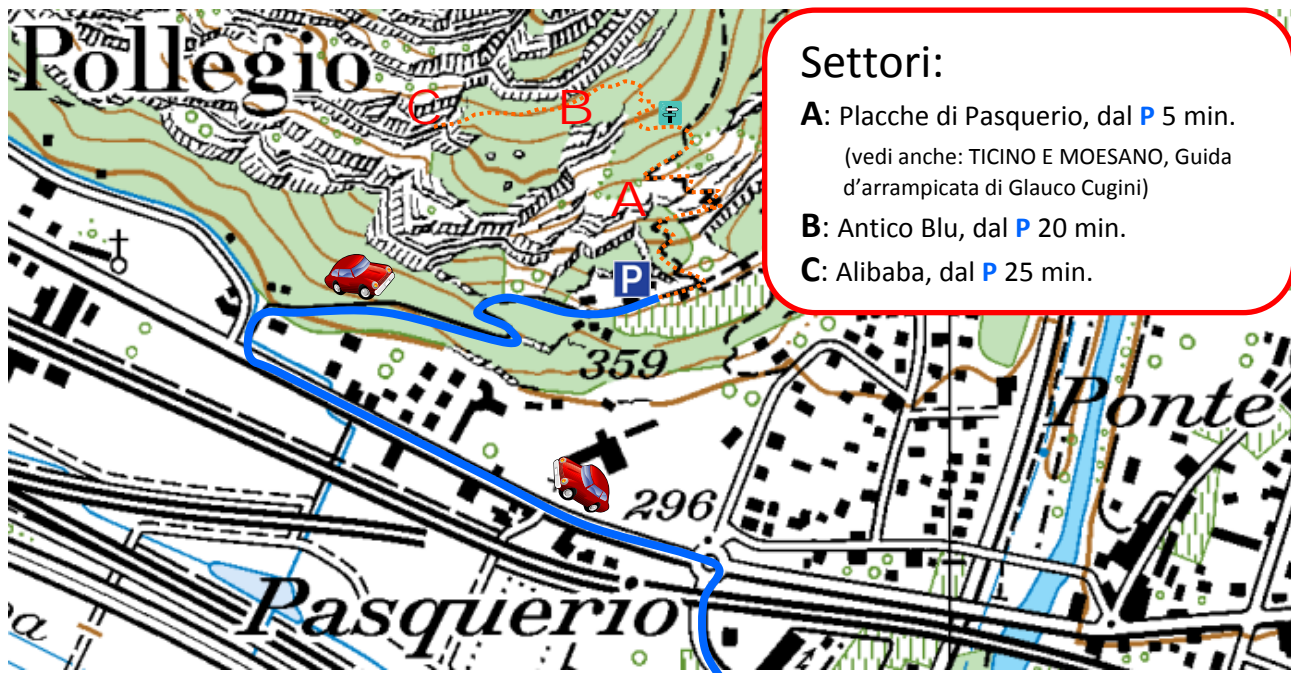 Pollegio
Settori:
A: Placche di Pasquerio, dal P 5 min.
(vedi anche: TICINO E MOESANO, Guida
d’arrampicata di Glauco Cugini)
B: Antico Blu, dal P 20 min.
C: Alibaba, dal P 25 min.
C
B
A
P
359
Ponte
296
Pasquerio
a